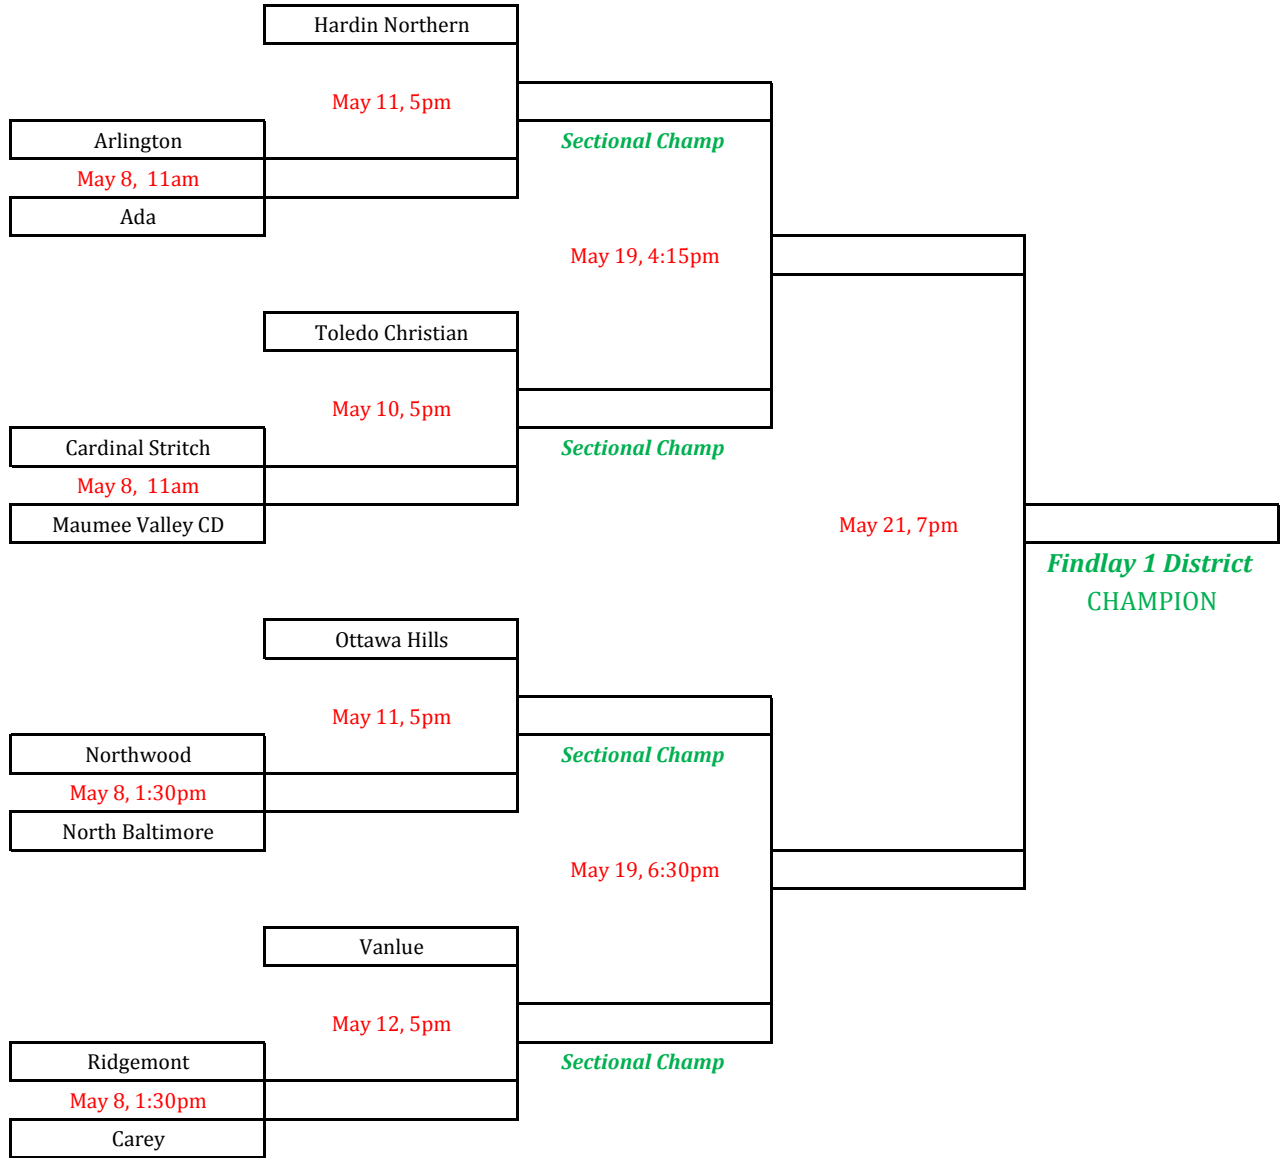 Hardin Northern
May 11, 5pm
Arlington
Sectional Champ
May 8,  11am
Ada
May 19, 4:15pm
Toledo Christian
May 10, 5pm
Cardinal Stritch
Sectional Champ
May 8,  11am
Maumee Valley CD
May 21, 7pm
Findlay 1 District
CHAMPION
Ottawa Hills
May 11, 5pm
Northwood
Sectional Champ
May 8, 1:30pm
North Baltimore
May 19, 6:30pm
Vanlue
May 12, 5pm
Ridgemont
Sectional Champ
May 8, 1:30pm
Carey